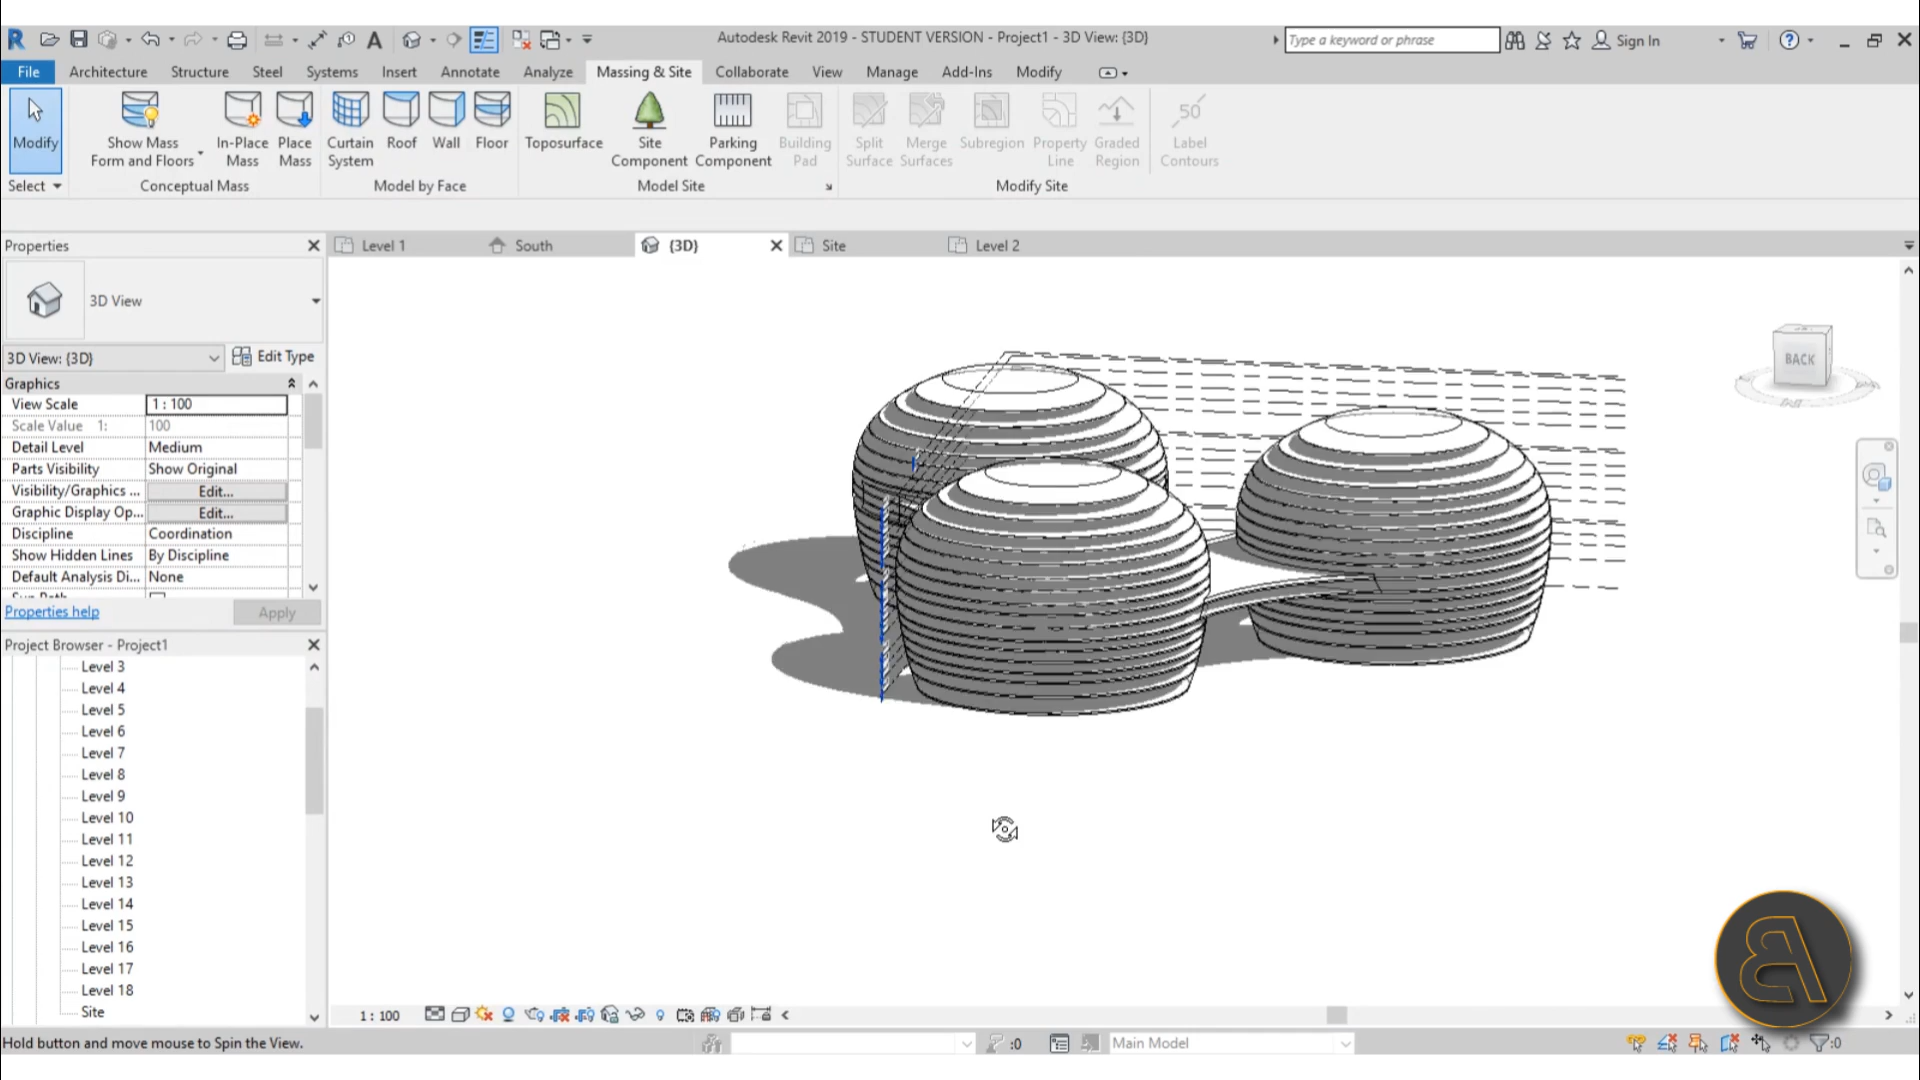 Autodesk Revit 2019 - STUDENT VERSION - Project1 - 3D View: {3D}
Type a keyword or phrase
Sign In
File Architecture Structure Steel Systems Insert Annotate Analyze Massing & Site Collaborate View Manage Add-Ins Modify
Modify
Show Mass Form and Floors
In-Place Mass
Place Mass
Curtain System
Roof
Wall
Floor
Toposurface
Site Component
Parking Component
Building Pad
Split Surface
Merge Surfaces
Subregion
Property Line
Graded Region
50
Label Contours
Select Conceptual Mass Model by Face Model Site Modify Site
Properties
Level 1 South {3D} Site Level 2
3D View
3D View: {3D} Edit Type
Graphics
View Scale 1 : 100
Scale Value 1: 100
Detail Level Medium
Parts Visibility Show Original
Visibility/Graphics ... Edit...
Graphic Display Op... Edit...
Discipline Coordination
Show Hidden Lines By Discipline
Default Analysis Di... None
Properties help Apply
Project Browser - Project1
Level 3
Level 4
Level 5
Level 6
Level 7
Level 8
Level 9
Level 10
Level 11
Level 12
Level 13
Level 14
Level 15
Level 16
Level 17
Level 18
Site
BACK
1 : 100
Hold button and move mouse to Spin the View.
:0
Main Model
:0